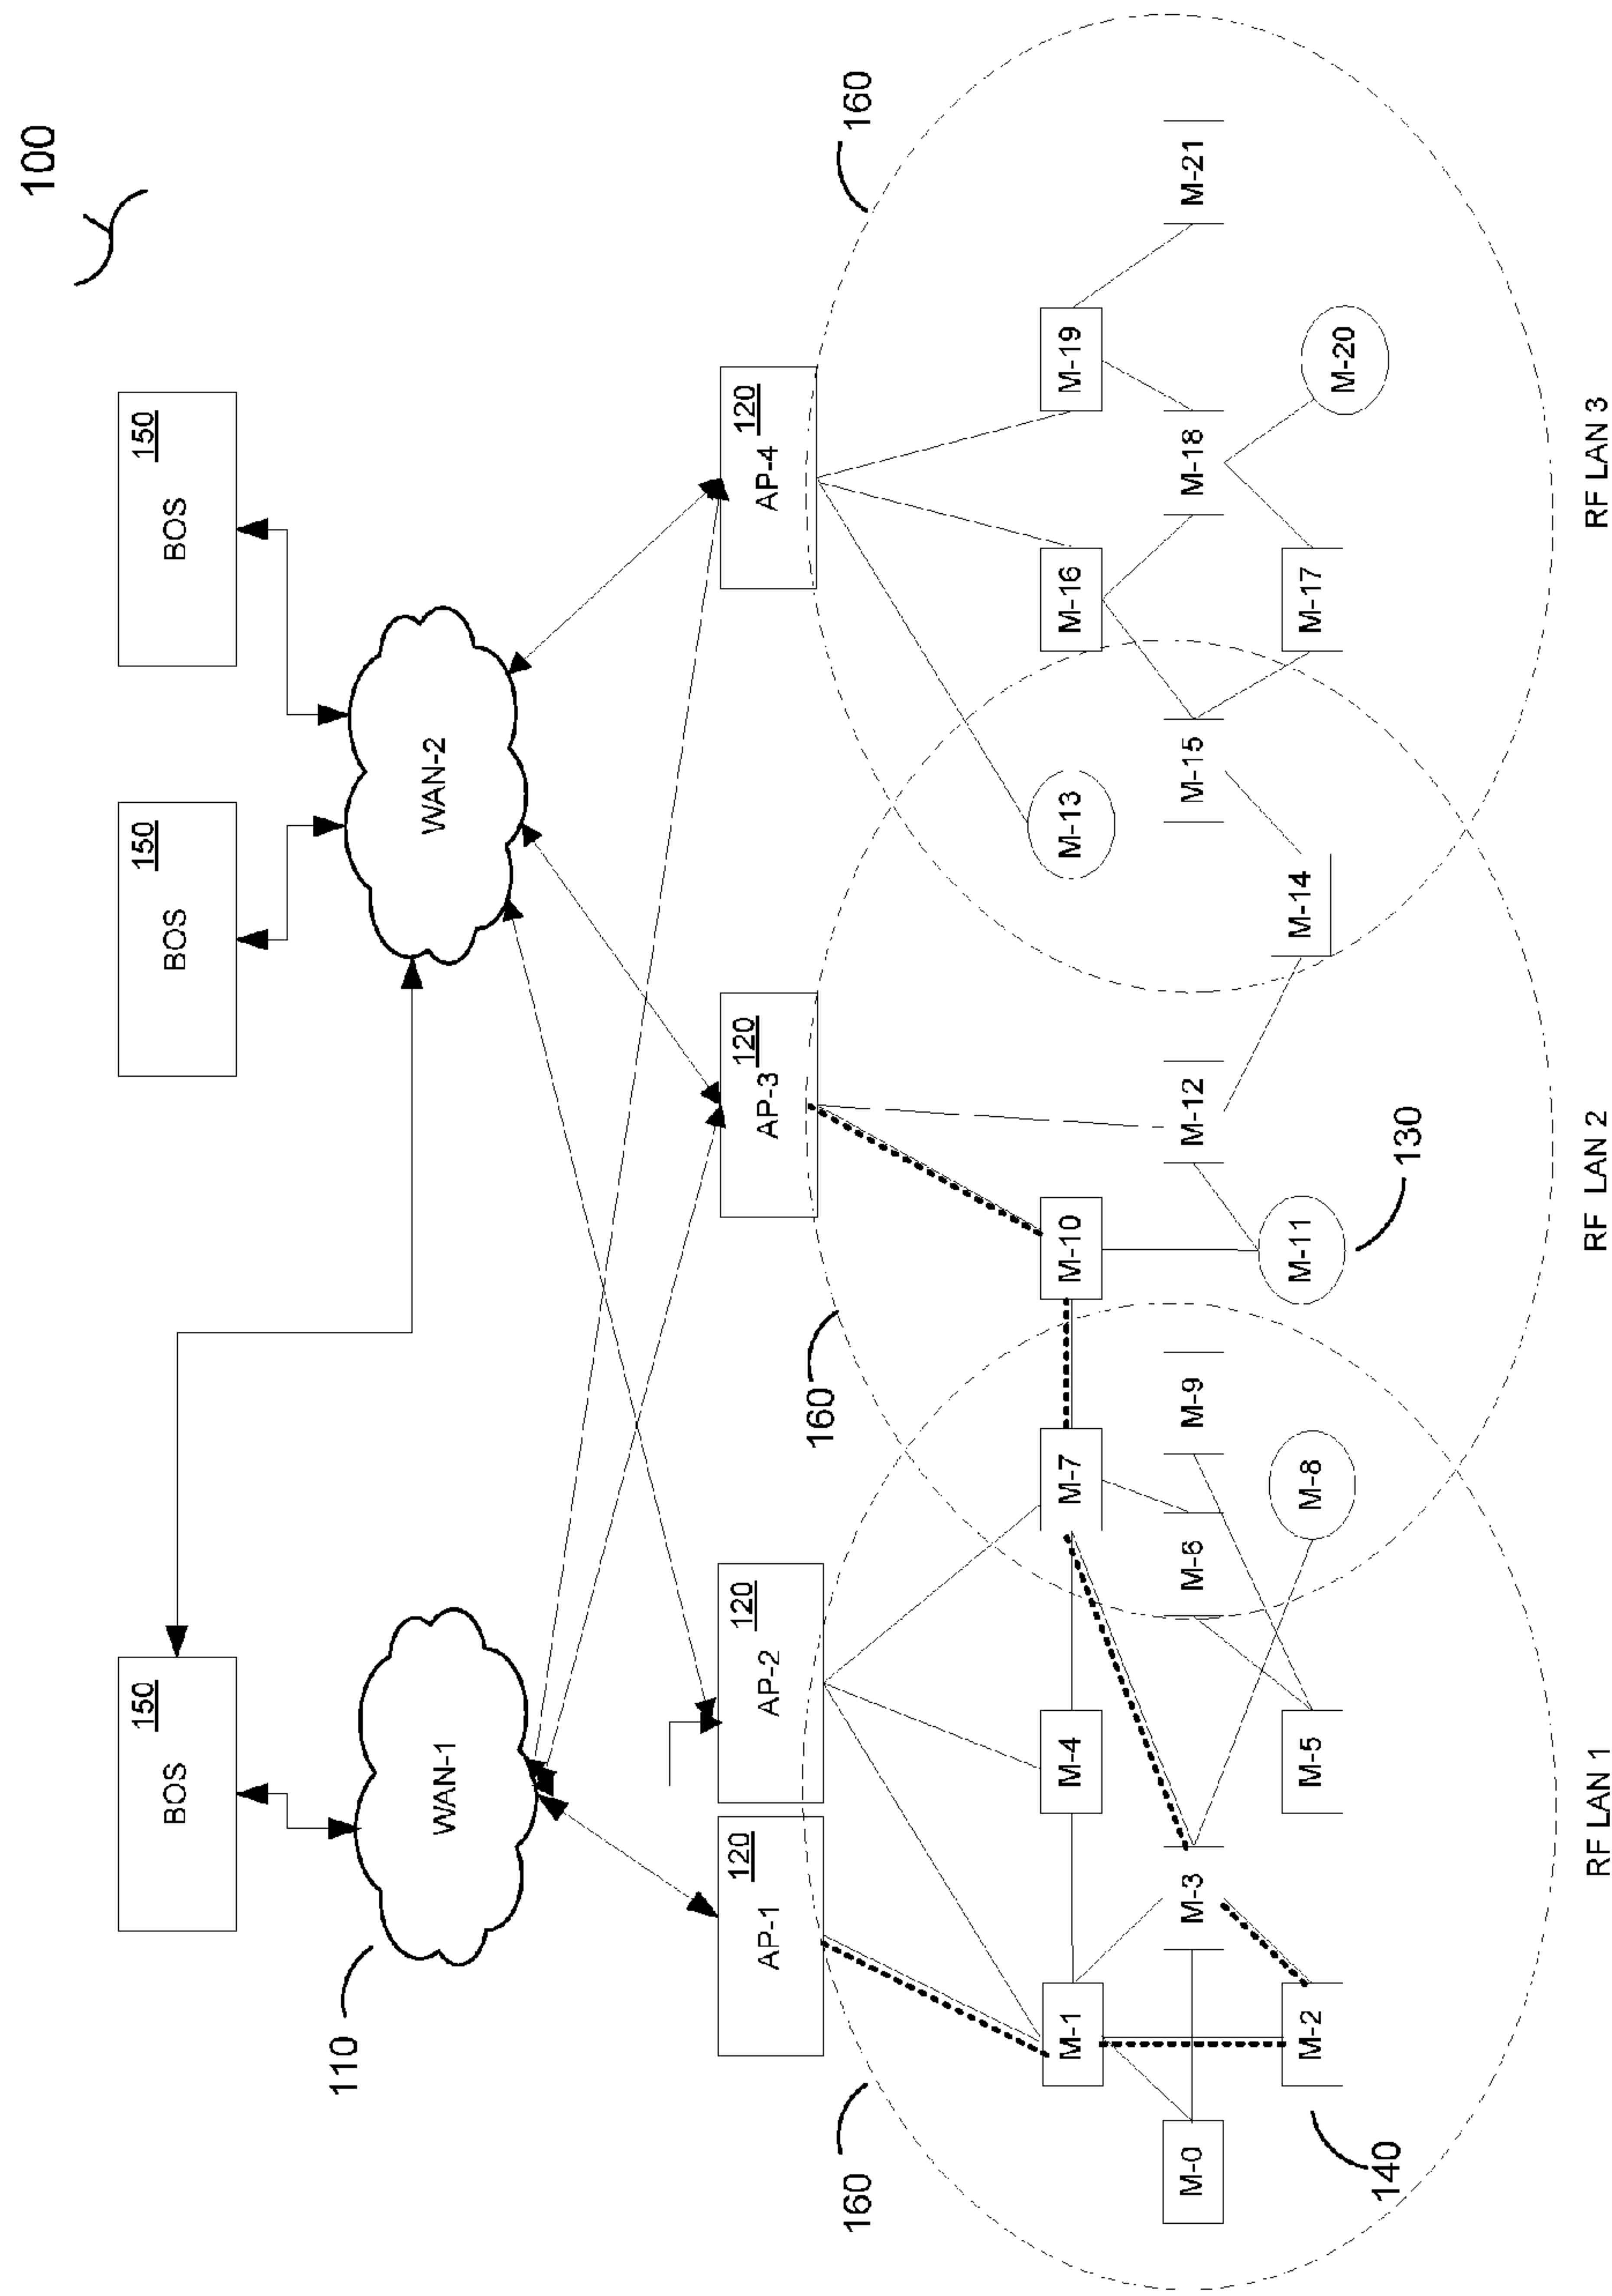 100
150
BOS
150
BOS
150
BOS
110
WAN-1
WAN-2
120
AP-1
120
AP-2
120
AP-3
120
AP-4
160
160
160
M-1
M-4
M-7
M-10
M-13
M-16
M-19
M-0
M-3
M-6
M-9
M-12
M-15
M-18
M-21
M-2
M-5
M-8
M-11
M-14
M-17
M-20
140
130
RF LAN 1
RF LAN 2
RF LAN 3